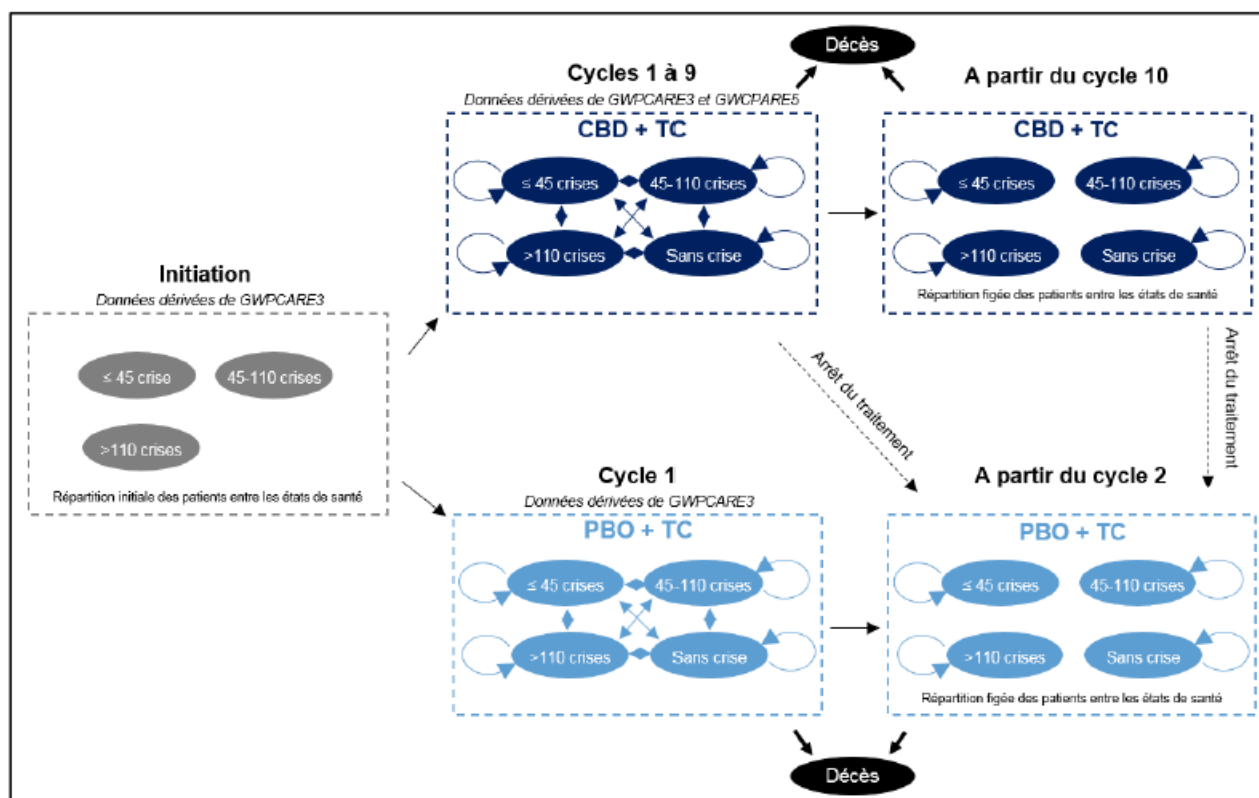 Décès
Cycles 1 à 9
Données dérivées de GWPCARE3 et GWCPARE5
CBD + TC
≤ 45 crises
45-110 crises
>110 crises
Sans crise
A partir du cycle 10
CBD + TC
≤ 45 crises
45-110 crises
>110 crises
Sans crise
Répartition figée des patients entre les états de santé
Initiation
Données dérivées de GWPCARE3
≤ 45 crise
45-110 crises
>110 crises
Répartition initiale des patients entre les états de santé
Arrêt du traitement
Arrêt du traitement
Cycle 1
Données dérivées de GWPCARE3
PBO + TC
≤ 45 crises
45-110 crises
>110 crises
Sans crise
A partir du cycle 2
PBO + TC
≤ 45 crises
45-110 crises
>110 crises
Sans crise
Répartition figée des patients entre les états de santé
Décès